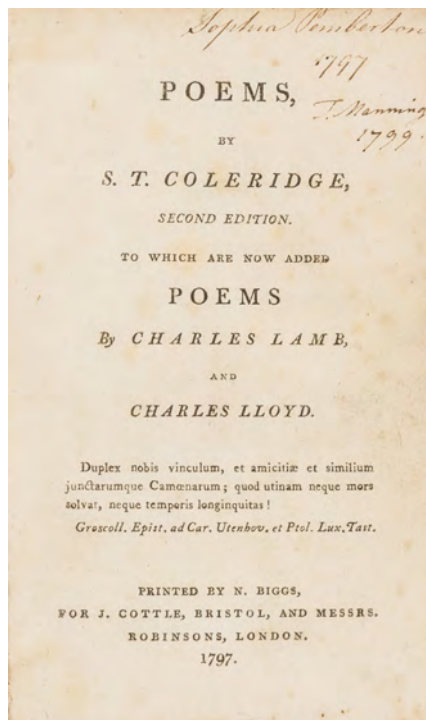 Sophia Pemberton
1797
POEMS,
T. Manning
1799.
BY
S. T. COLERIDGE,
SECOND EDITION.
TO WHICH ARE NOW ADDED
POEMS
By CHARLES LAMB,
AND
CHARLES LLOYD.
Duplex nobis vinculum, et amicitiæ et similium
junctarumque Camœnarum; quod utinam neque mors
solvat, neque temporis longinquitas!
Groscoll. Epist. ad Car. Utenhov. et Ptol. Lux. Tast.
PRINTED BY N. BIGGS,
FOR J. COTTLE, BRISTOL, AND MESSRS.
ROBINSONS, LONDON.
1797.